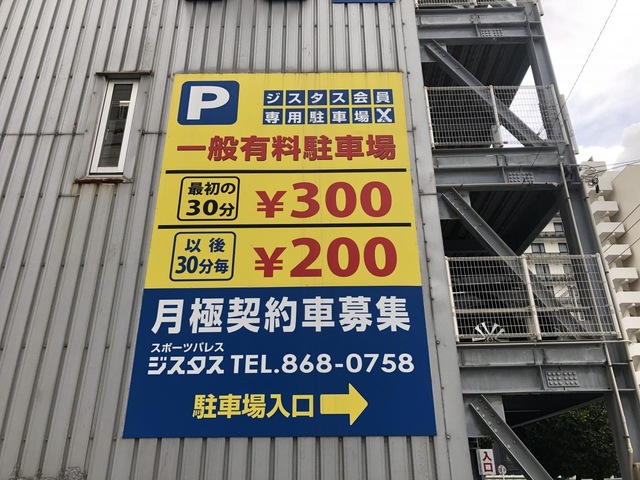 P
ジスタス会員
専用駐車場
一般有料駐車場
最初の
30分
¥300
以後
30分毎
¥200
月極契約車募集
スポーツパレス
ジスタス TEL.868-0758
駐車場入口
入口